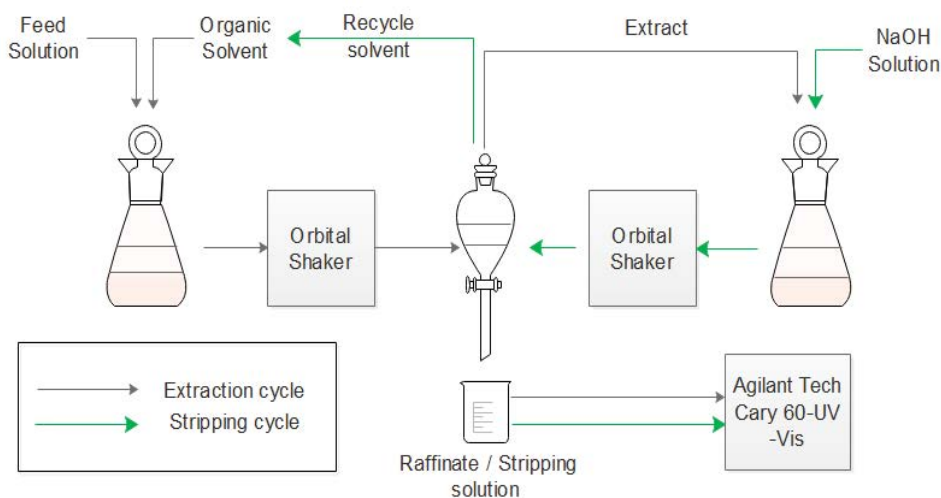 Feed
Solution
Organic
Solvent
Recycle
solvent
Extract
NaOH
Solution
Orbital
Shaker
Orbital
Shaker
Extraction cycle
Stripping cycle
Agilant Tech
Cary 60-UV
-Vis
Raffinate / Stripping
solution